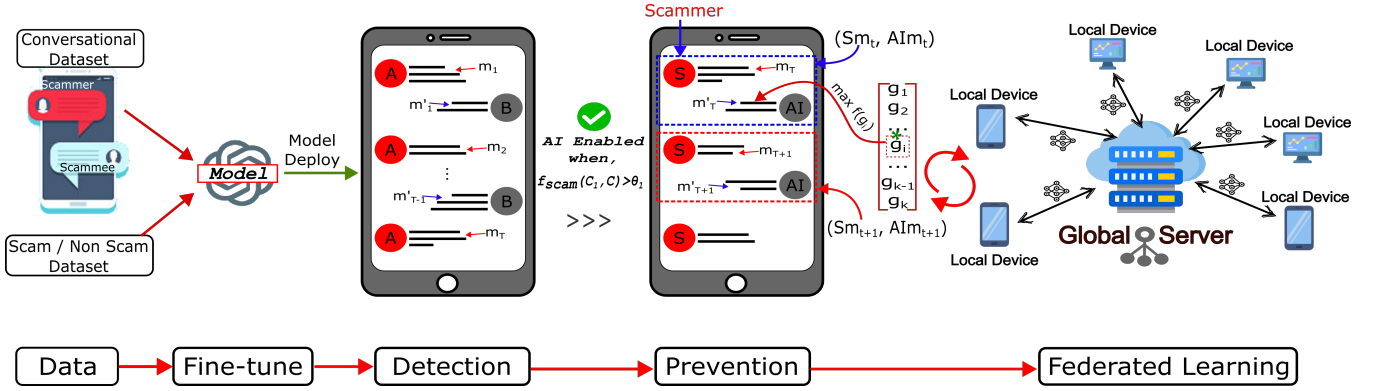 Conversational
Dataset
Scammer
Scammee
Scam / Non Scam
Dataset
Model
Model
Deploy
A
m₁
m'₁
B
A
m₂
⋮
m'T-1
B
A
mT
AI Enabled
when,
fscam(C₁,C)>θ₁
>>>
Scammer
S
mT
m'T
AI
S
mT+1
m'T+1
AI
S
(Smt, AImt)
max f(gi)
g₁
g₂
...
gi
...
gk-1
gk
(Smt+1, AImt+1)
Local Device
Local Device
Local Device
Local Device
Local Device
Local Device
Global Server
Data
Fine-tune
Detection
Prevention
Federated Learning